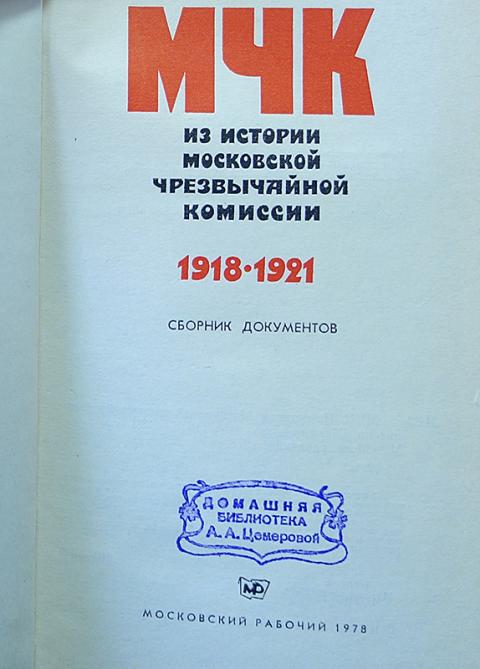 МЧК
ИЗ ИСТОРИИ
МОСКОВСКОЙ
ЧРЕЗВЫЧАЙНОЙ
КОМИССИИ
1918•1921
СБОРНИК ДОКУМЕНТОВ
ДОМАШНЯЯ
БИБЛИОТЕКА
А. А. Цемеровой
МР
МОСКОВСКИЙ РАБОЧИЙ 1978